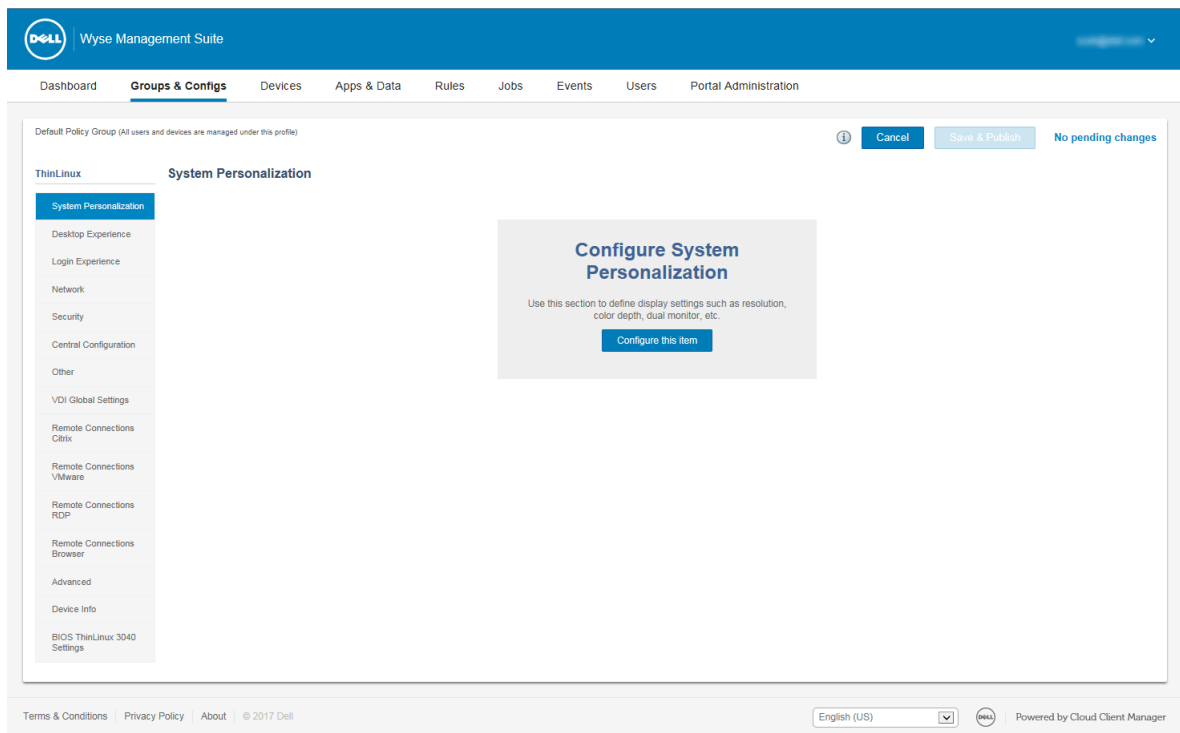 DELL
Wyse Management Suite
Dashboard
Groups & Configs
Devices
Apps & Data
Rules
Jobs
Events
Users
Portal Administration
Default Policy Group (All users and devices are managed under this profile)
i
Cancel
Save & Publish
No pending changes
ThinLinux
System Personalization
Desktop Experience
Login Experience
Network
Security
Central Configuration
Other
VDI Global Settings
Remote Connections
Citrix
Remote Connections
VMware
Remote Connections
RDP
Remote Connections
Browser
Advanced
Device Info
BIOS ThinLinux 3040
Settings
System Personalization
Configure System
Personalization
Use this section to define display settings such as resolution,
color depth, dual monitor, etc.
Configure this item
Terms & Conditions
Privacy Policy
About
© 2017 Dell
English (US)
DELL
Powered by Cloud Client Manager